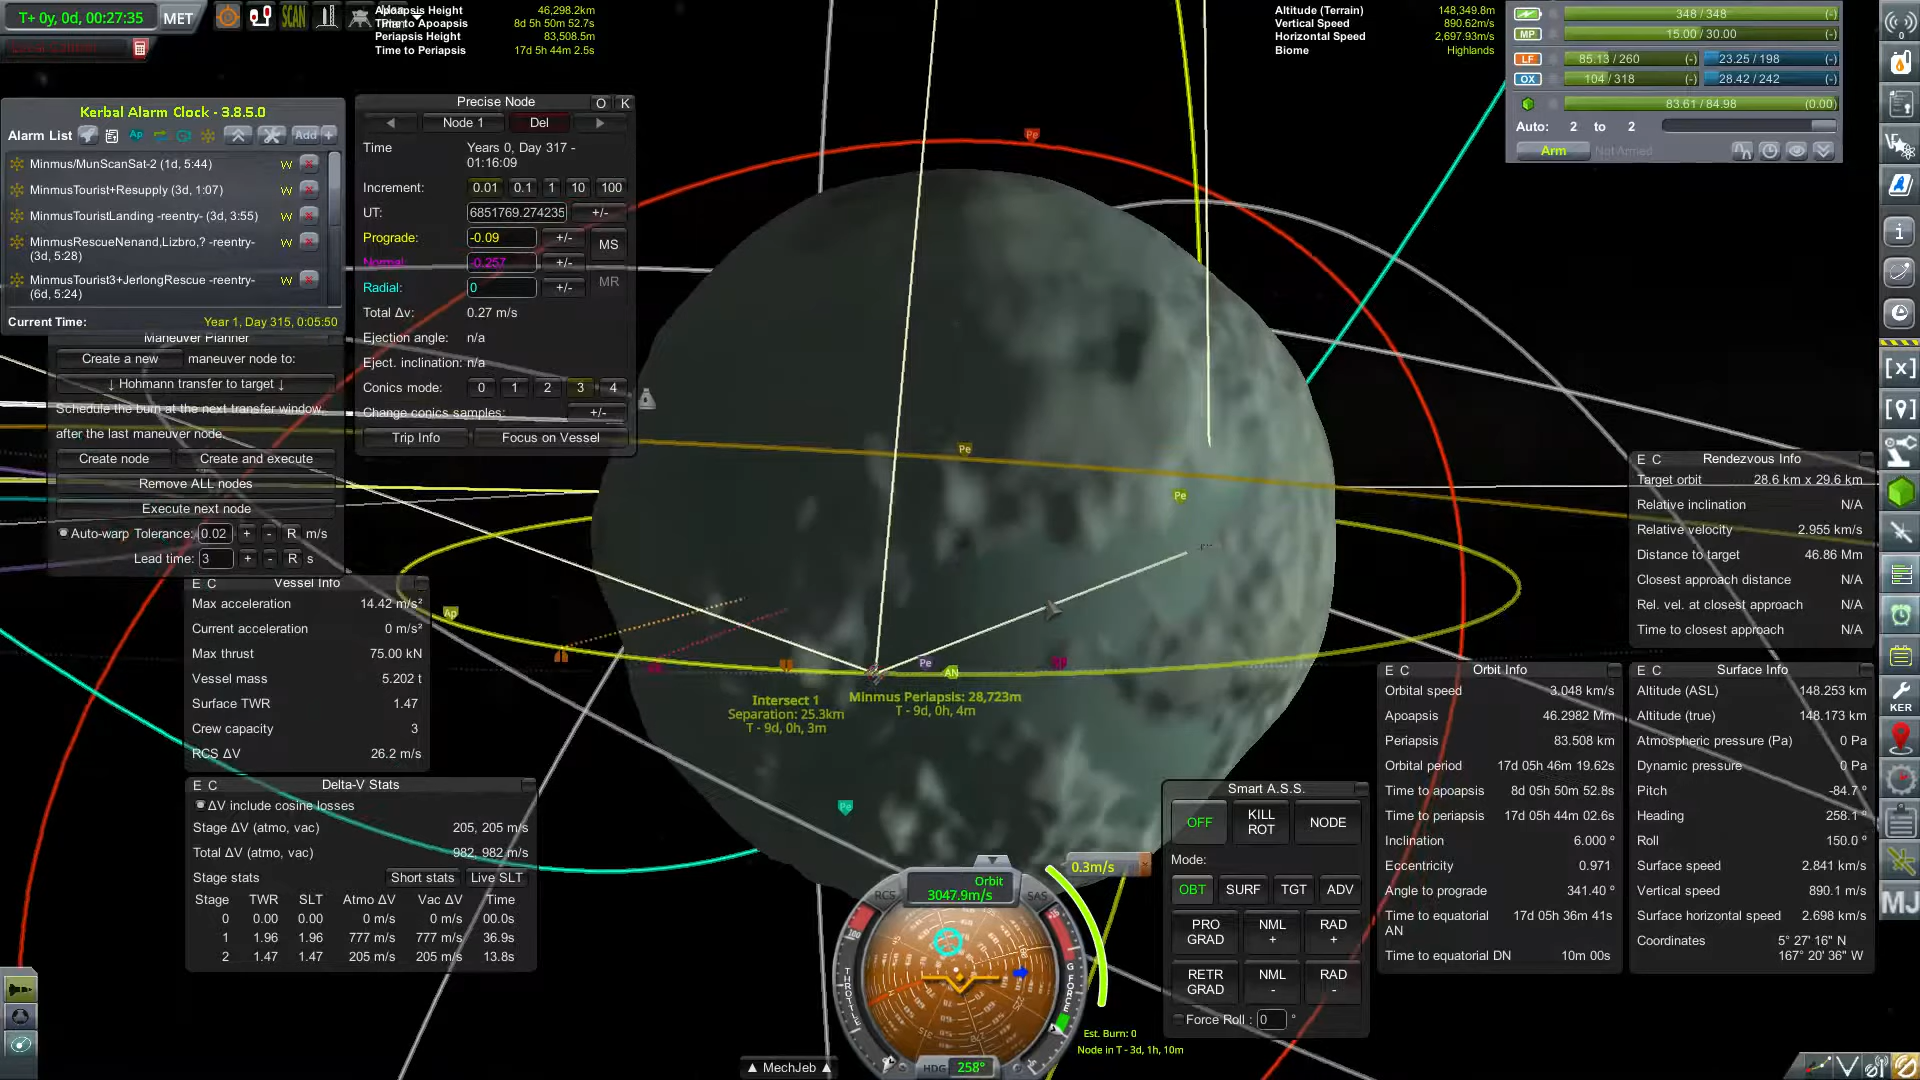 T+ 0y, 0d, 00:27:35
MET
SCAN
Apoapsis Height 46,298.2km
Time to Apoapsis 8d 5h 50m 52.7s
Periapsis Height 83,508.5m
Time to Periapsis 17d 5h 44m 2.5s
Altitude (Terrain) 148,349.8m
Vertical Speed 890.62m/s
Horizontal Speed 2,697.93m/s
Biome Highlands
348 / 348 (-)
MP 15.00 / 30.00 (-)
LF 85.13 / 260 (-) 23.25 / 198 (-)
OX 104 / 318 (-) 28.42 / 242 (-)
83.61 / 84.98 (0.00)
Auto: 2 to 2
Arm Not Armed
Kerbal Alarm Clock - 3.8.5.0
Alarm List Ap Add +
Minmus/MunScanSat-2 (1d, 5:44) W
MinmusTourist+Resupply (3d, 1:07) W
MinmusTouristLanding -reentry- (3d, 3:55) W
MinmusRescueNenand,Lizbro,? -reentry- (3d, 5:28) W
MinmusTourist3+JerlongRescue -reentry- (6d, 5:24) W
Current Time: Year 1, Day 315, 0:05:50
Maneuver Planner
Create a new maneuver node to:
↓ Hohmann transfer to target ↓
Schedule the burn at the next transfer window.
after the last maneuver node.
Create node Create and execute
Remove ALL nodes
Execute next node
Auto-warp Tolerance: 0.02 + - R m/s
Lead time: 3 + - R s
Precise Node O K
Node 1 Del
Time Years 0, Day 317 - 01:16:09
Increment: 0.01 0.1 1 10 100
UT: 6851769.274235 +/-
Prograde: -0.09 +/- MS
Normal: -0.257 +/-
Radial: 0 +/- MR
Total Δv: 0.27 m/s
Ejection angle: n/a
Eject. inclination: n/a
Conics mode: 0 1 2 3 4
Change conics samples: +/-
Trip Info Focus on Vessel
E C Vessel Info
Max acceleration 14.42 m/s²
Current acceleration 0 m/s²
Max thrust 75.00 kN
Vessel mass 5.202 t
Surface TWR 1.47
Crew capacity 3
RCS ΔV 26.2 m/s
E C Delta-V Stats
ΔV include cosine losses
Stage ΔV (atmo, vac) 205, 205 m/s
Total ΔV (atmo, vac) 982, 982 m/s
Stage stats Short stats Live SLT
Stage TWR SLT Atmo ΔV Vac ΔV Time
0 0.00 0.00 0 m/s 0 m/s 00.0s
1 1.96 1.96 777 m/s 777 m/s 36.9s
2 1.47 1.47 205 m/s 205 m/s 13.8s
Pe
Pe
Pe
Ap
Pe
AN
Pe
Intersect 1
Separation: 25.3km
T - 9d, 0h, 3m
Minmus Periapsis: 28,723m
T - 9d, 0h, 4m
E C Rendezvous Info
Target orbit 28.6 km x 29.6 km
Relative inclination N/A
Relative velocity 2.955 km/s
Distance to target 46.86 Mm
Closest approach distance N/A
Rel. vel. at closest approach N/A
Time to closest approach N/A
E C Orbit Info
Orbital speed 3.048 km/s
Apoapsis 46.2982 Mm
Periapsis 83.508 km
Orbital period 17d 05h 46m 19.62s
Time to apoapsis 8d 05h 50m 52.8s
Time to periapsis 17d 05h 44m 02.6s
Inclination 6.000 º
Eccentricity 0.971
Angle to prograde 341.40 º
Time to equatorial AN 17d 05h 36m 41s
Time to equatorial DN 10m 00s
E C Surface Info
Altitude (ASL) 148.253 km
Altitude (true) 148.173 km
Atmospheric pressure (Pa) 0 Pa
Dynamic pressure 0 Pa
Pitch -84.7 º
Heading 258.1 º
Roll 150.0 º
Surface speed 2.841 km/s
Vertical speed 890.1 m/s
Surface horizontal speed 2.698 km/s
Coordinates 5° 27' 16" N
167° 20' 36" W
Smart A.S.S.
OFF KILL ROT NODE
Mode:
OBT SURF TGT ADV
PRO GRAD NML + RAD +
RETR GRAD NML - RAD -
Force Roll : 0 °
RCS Orbit SAS
3047.9m/s
0.3m/s
THROTTLE
G FORCE
HDG 258°
Est. Burn: 0
Node in T - 3d, 1h, 10m
▲ MechJeb ▲
[x]
KER
MJ